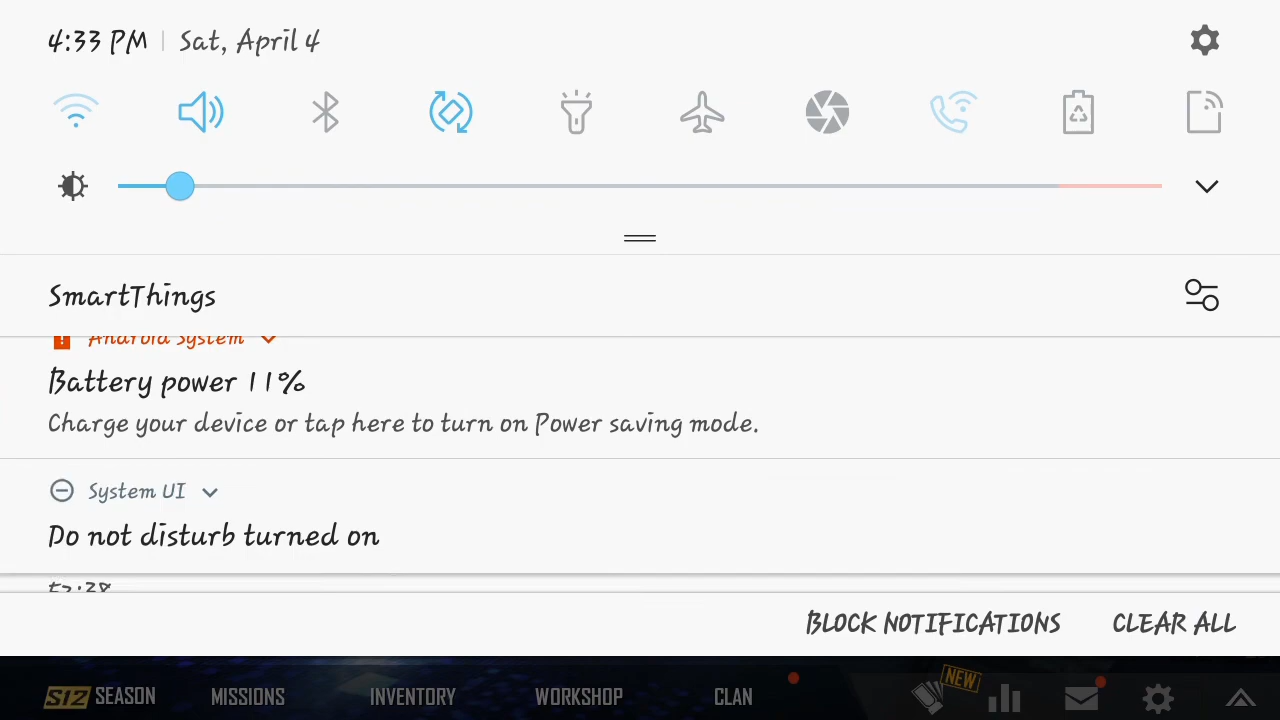 4:33 PM | Sat, April 4
SmartThings
Android System
Battery power 11%
Charge your device or tap here to turn on Power saving mode.
System UI
Do not disturb turned on
BLOCK NOTIFICATIONS CLEAR ALL
S12 SEASON MISSIONS INVENTORY WORKSHOP CLAN NEW